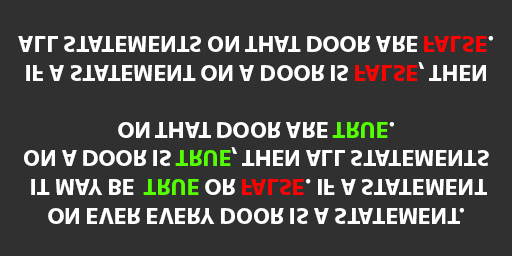 ON EVER EVERY DOOR IS A STATEMENT.
IT MAY BE TRUE OR FALSE. IF A STATEMENT
ON A DOOR IS TRUE, THEN ALL STATEMENTS
ON THAT DOOR ARE TRUE.
IF A STATEMENT ON A DOOR IS FALSE, THEN
ALL STATEMENTS ON THAT DOOR ARE FALSE.